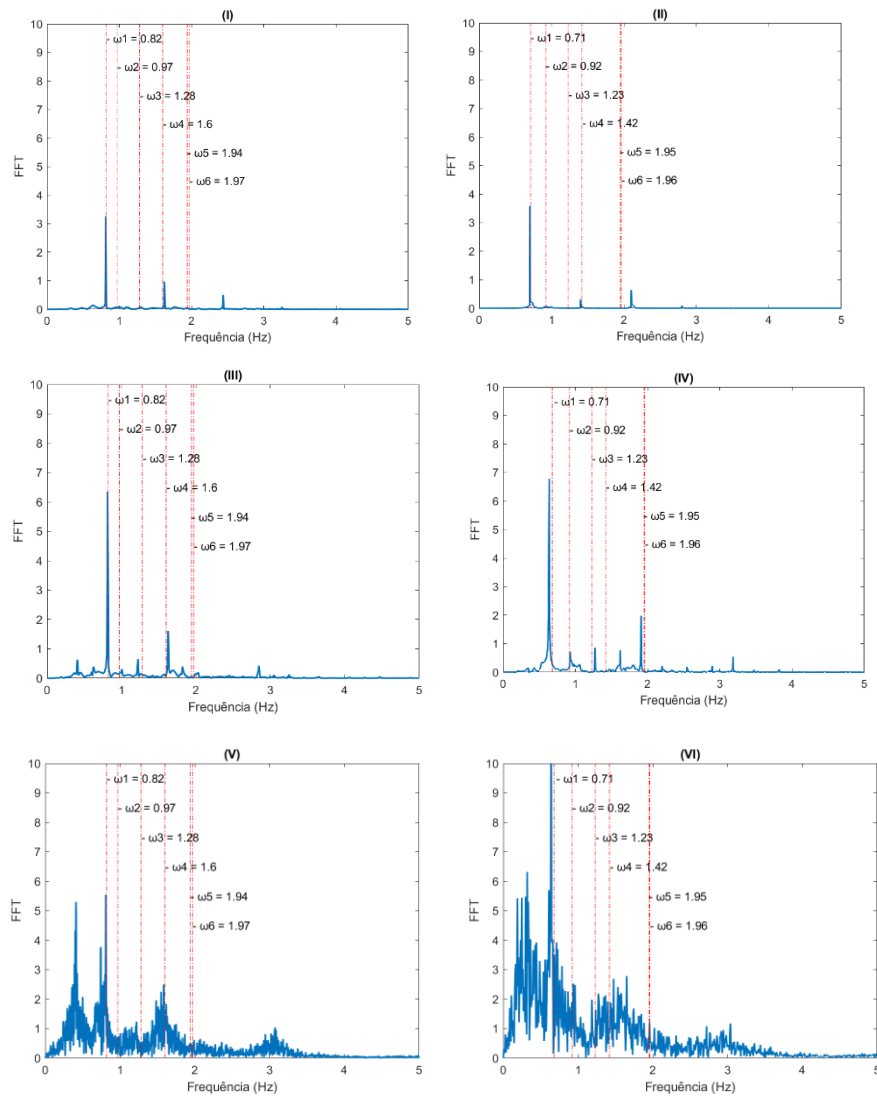 (I)
10
9
8
7
6
5
4
3
2
1
0
FFT
ω1 = 0.82
ω2 = 0.97
ω3 = 1.28
ω4 = 1.6
ω5 = 1.94
ω6 = 1.97
0 1 2 3 4 5
Frequência (Hz)
(II)
10
9
8
7
6
5
4
3
2
1
0
FFT
ω1 = 0.71
ω2 = 0.92
ω3 = 1.23
ω4 = 1.42
ω5 = 1.95
ω6 = 1.96
0 1 2 3 4 5
Frequência (Hz)
(III)
10
9
8
7
6
5
4
3
2
1
0
FFT
ω1 = 0.82
ω2 = 0.97
ω3 = 1.28
ω4 = 1.6
ω5 = 1.94
ω6 = 1.97
0 1 2 3 4 5
Frequência (Hz)
(IV)
10
9
8
7
6
5
4
3
2
1
0
FFT
ω1 = 0.71
ω2 = 0.92
ω3 = 1.23
ω4 = 1.42
ω5 = 1.95
ω6 = 1.96
0 1 2 3 4 5
Frequência (Hz)
(V)
10
9
8
7
6
5
4
3
2
1
0
FFT
ω1 = 0.82
ω2 = 0.97
ω3 = 1.28
ω4 = 1.6
ω5 = 1.94
ω6 = 1.97
0 1 2 3 4 5
Frequência (Hz)
(VI)
10
9
8
7
6
5
4
3
2
1
0
FFT
ω1 = 0.71
ω2 = 0.92
ω3 = 1.23
ω4 = 1.42
ω5 = 1.95
ω6 = 1.96
0 1 2 3 4 5
Frequência (Hz)